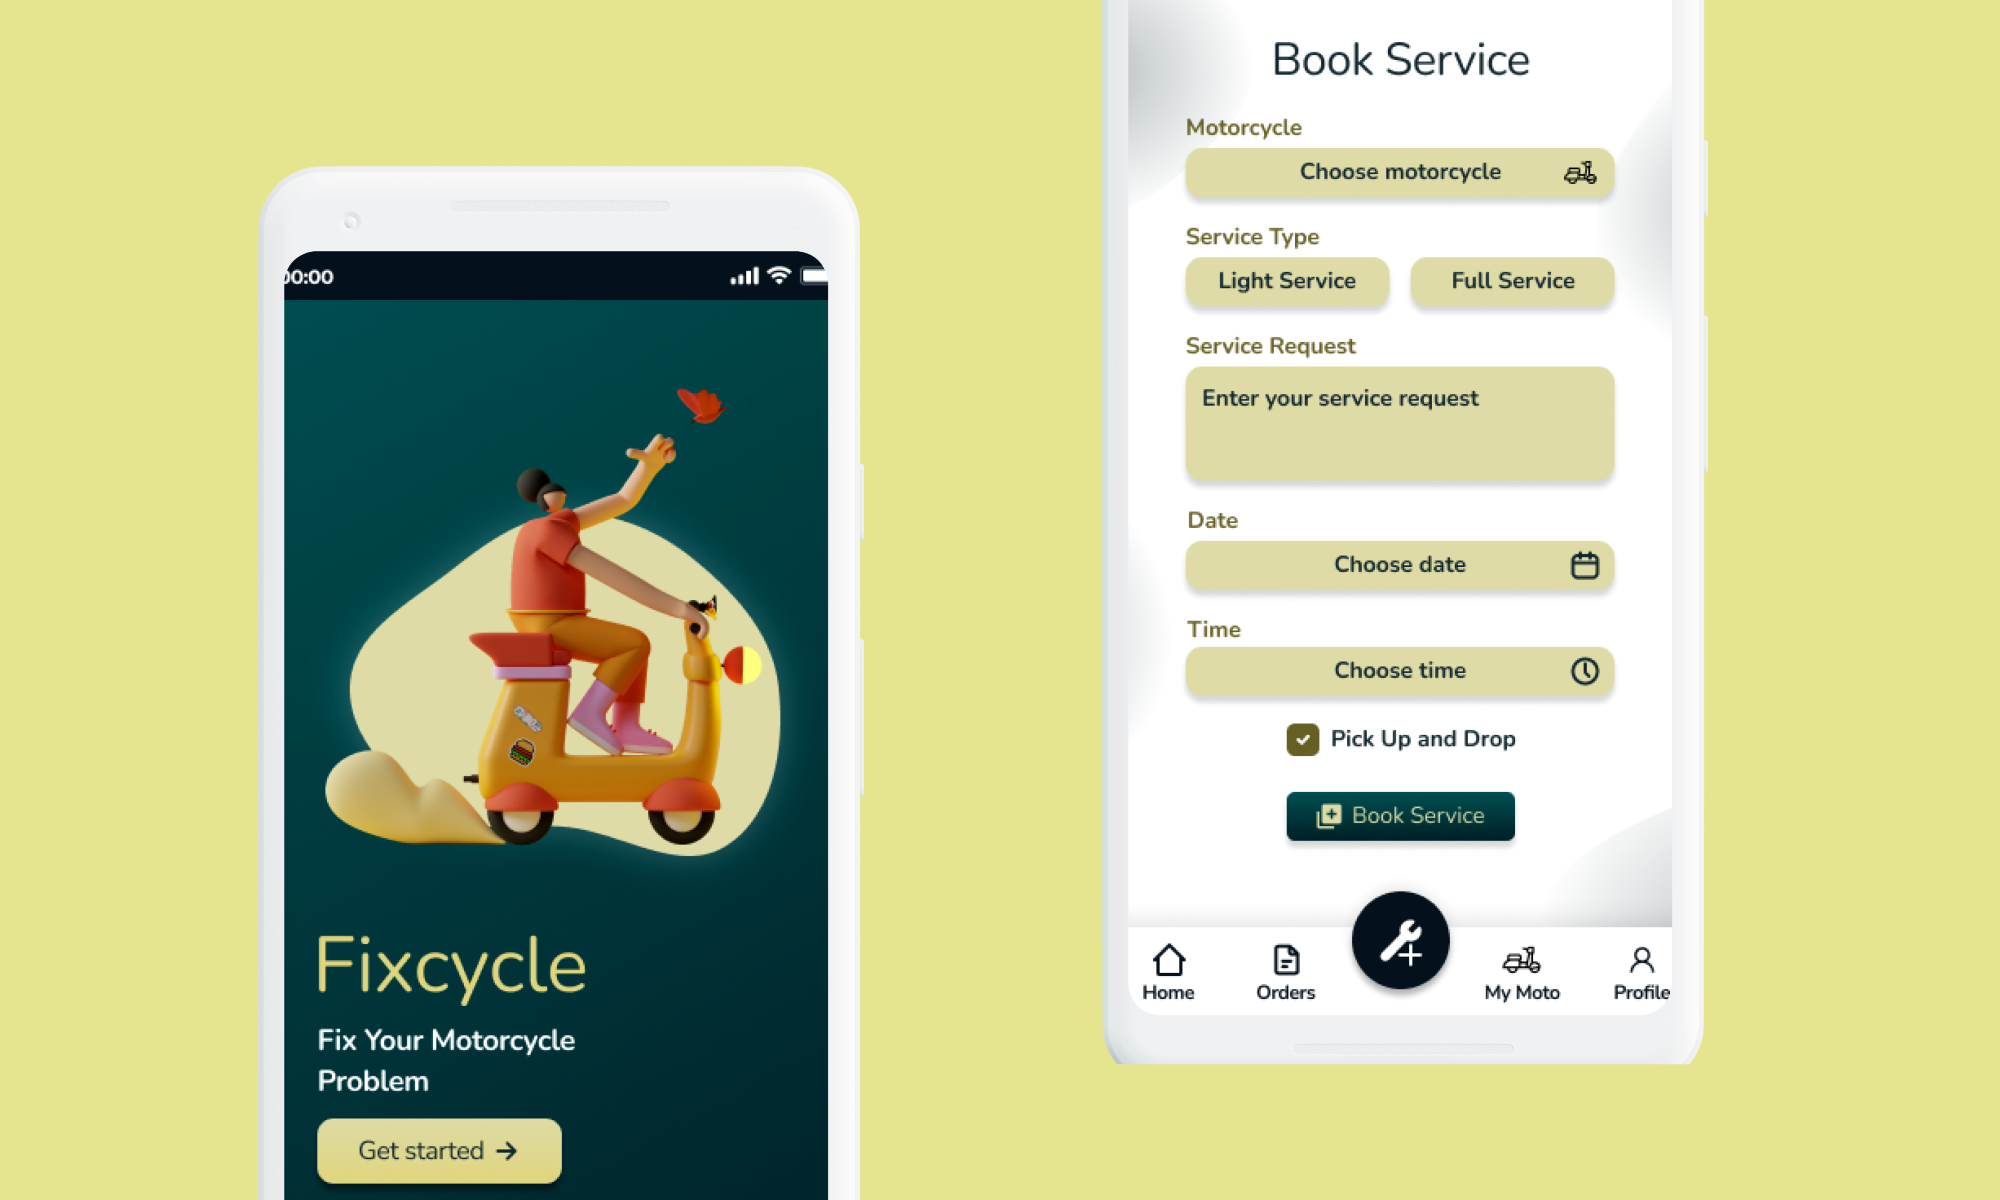 00:00
Fixcycle
Fix Your Motorcycle
Problem
Get started
Book Service
Motorcycle
Choose motorcycle
Service Type
Light Service
Full Service
Service Request
Enter your service request
Date
Choose date
Time
Choose time
Pick Up and Drop
Book Service
Home
Orders
My Moto
Profile